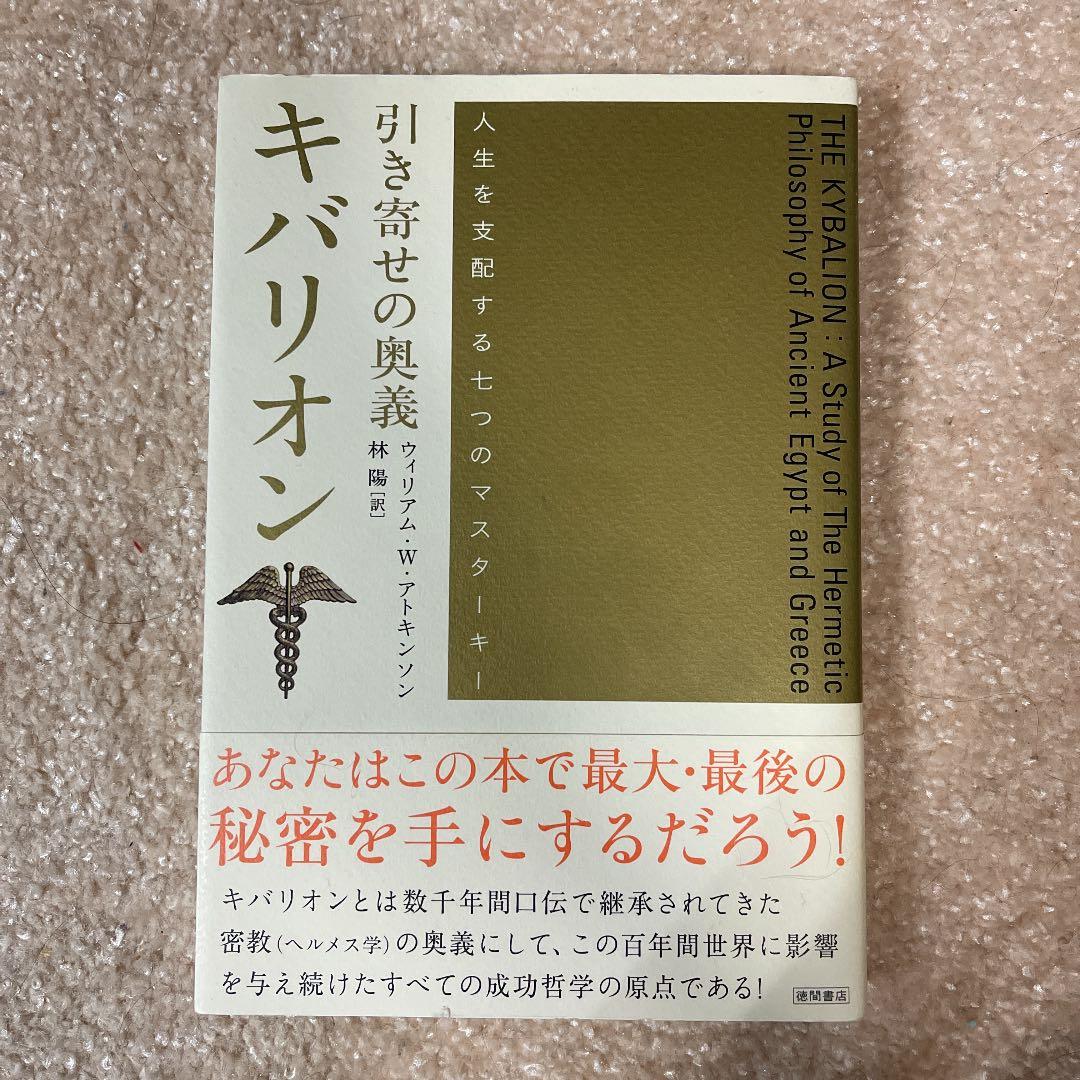 THE KYBALION : A Study of The Hermetic
Philosophy of Ancient Egypt and Greece
人生を支配する七つのマスターキー
引き寄せの奥義
キバリオン
ウィリアム・W・アトキンソン
林 陽[訳]
あなたはこの本で最大・最後の
秘密を手にするだろう!
キバリオンとは数千年間口伝で継承されてきた
密教(ヘルメス学)の奥義にして、この百年間世界に影響
を与え続けたすべての成功哲学の原点である!
徳間書店